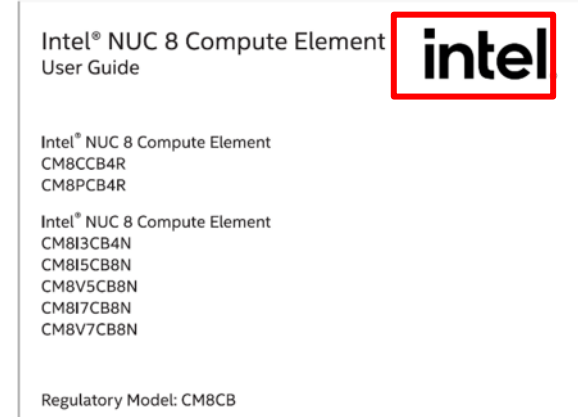 Intel® NUC 8 Compute Element
intel
User Guide
Intel® NUC 8 Compute Element
CM8CCB4R
CM8PCB4R
Intel® NUC 8 Compute Element
CM8I3CB4N
CM8I5CB8N
CM8V5CB8N
CM8I7CB8N
CM8V7CB8N
Regulatory Model: CM8CB